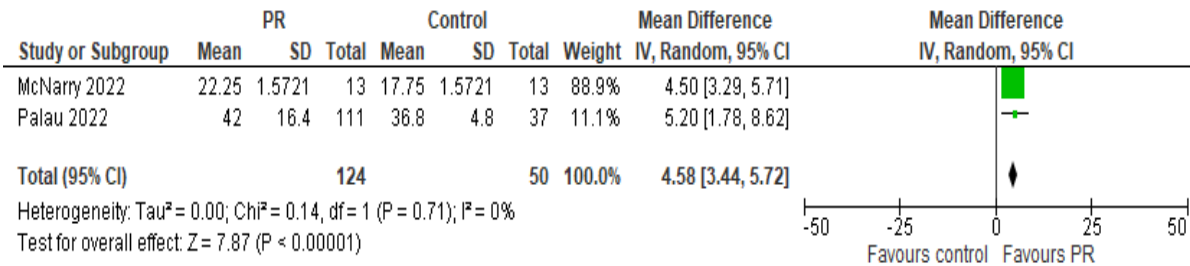 PR Control Mean Difference Mean Difference
Study or Subgroup Mean SD Total Mean SD Total Weight IV, Random, 95% CI IV, Random, 95% CI
McNarry 2022 22.25 1.5721 13 17.75 1.5721 13 88.9% 4.50 [3.29, 5.71]
Palau 2022 42 16.4 111 36.8 4.8 37 11.1% 5.20 [1.78, 8.62]
Total (95% CI) 124 50 100.0% 4.58 [3.44, 5.72]
Heterogeneity: Tau² = 0.00; Chi² = 0.14, df = 1 (P = 0.71); I² = 0%
Test for overall effect: Z = 7.87 (P < 0.00001)
-50 -25 0 25 50
Favours control Favours PR